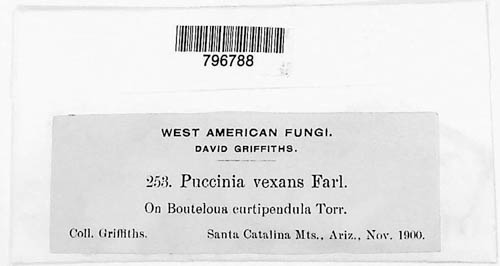 796788
WEST AMERICAN FUNGI.
DAVID GRIFFITHS.
253. Puccinia vexans Farl.
On Bouteloua curtipendula Torr.
Coll. Griffiths. Santa Catalina Mts., Ariz., Nov. 1900.